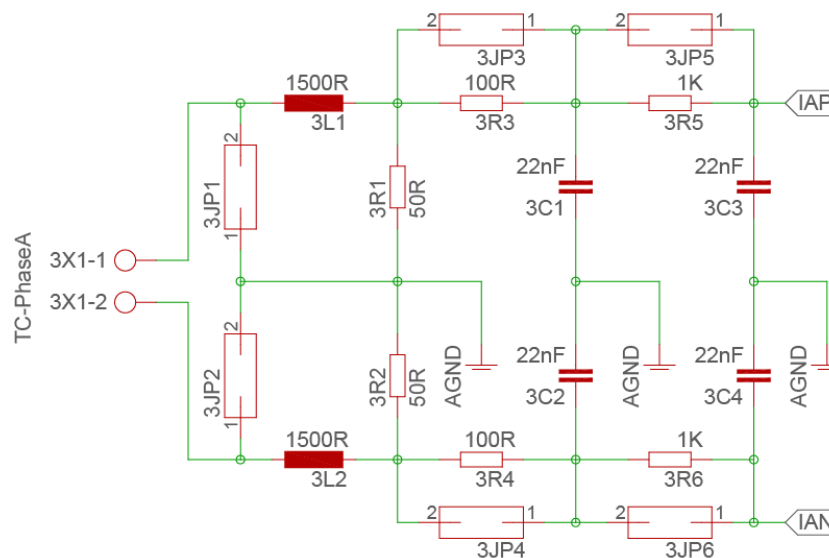 2 1 2 1
3JP3 3JP5
1500R 100R 1K
IAP
3L1 3R3 3R5
2
3JP1
1
3R1
50R
22nF 22nF
3C1 3C3
TC-PhaseA
3X1-1
3X1-2
2
3JP2
1
3R2
50R
AGND
22nF
3C2
AGND
22nF
3C4
AGND
1500R 100R 1K
3L2 3R4 3R6
2 1 2 1
IAN
3JP4 3JP6